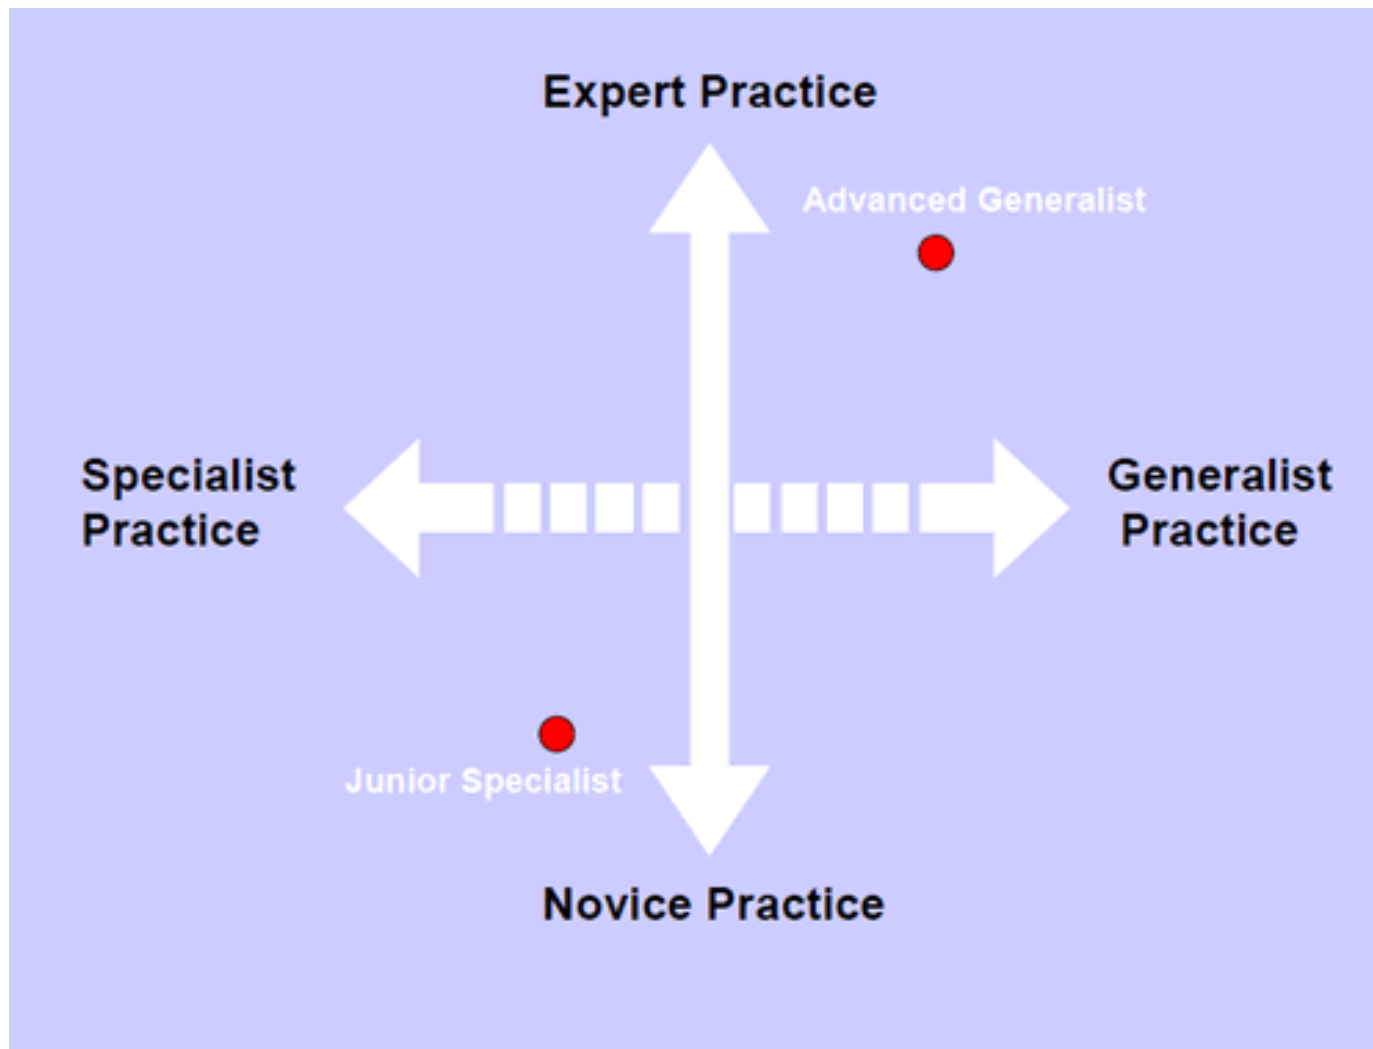 Expert Practice
Advanced Generalist
Specialist
Practice
Generalist
Practice
Junior Specialist
Novice Practice